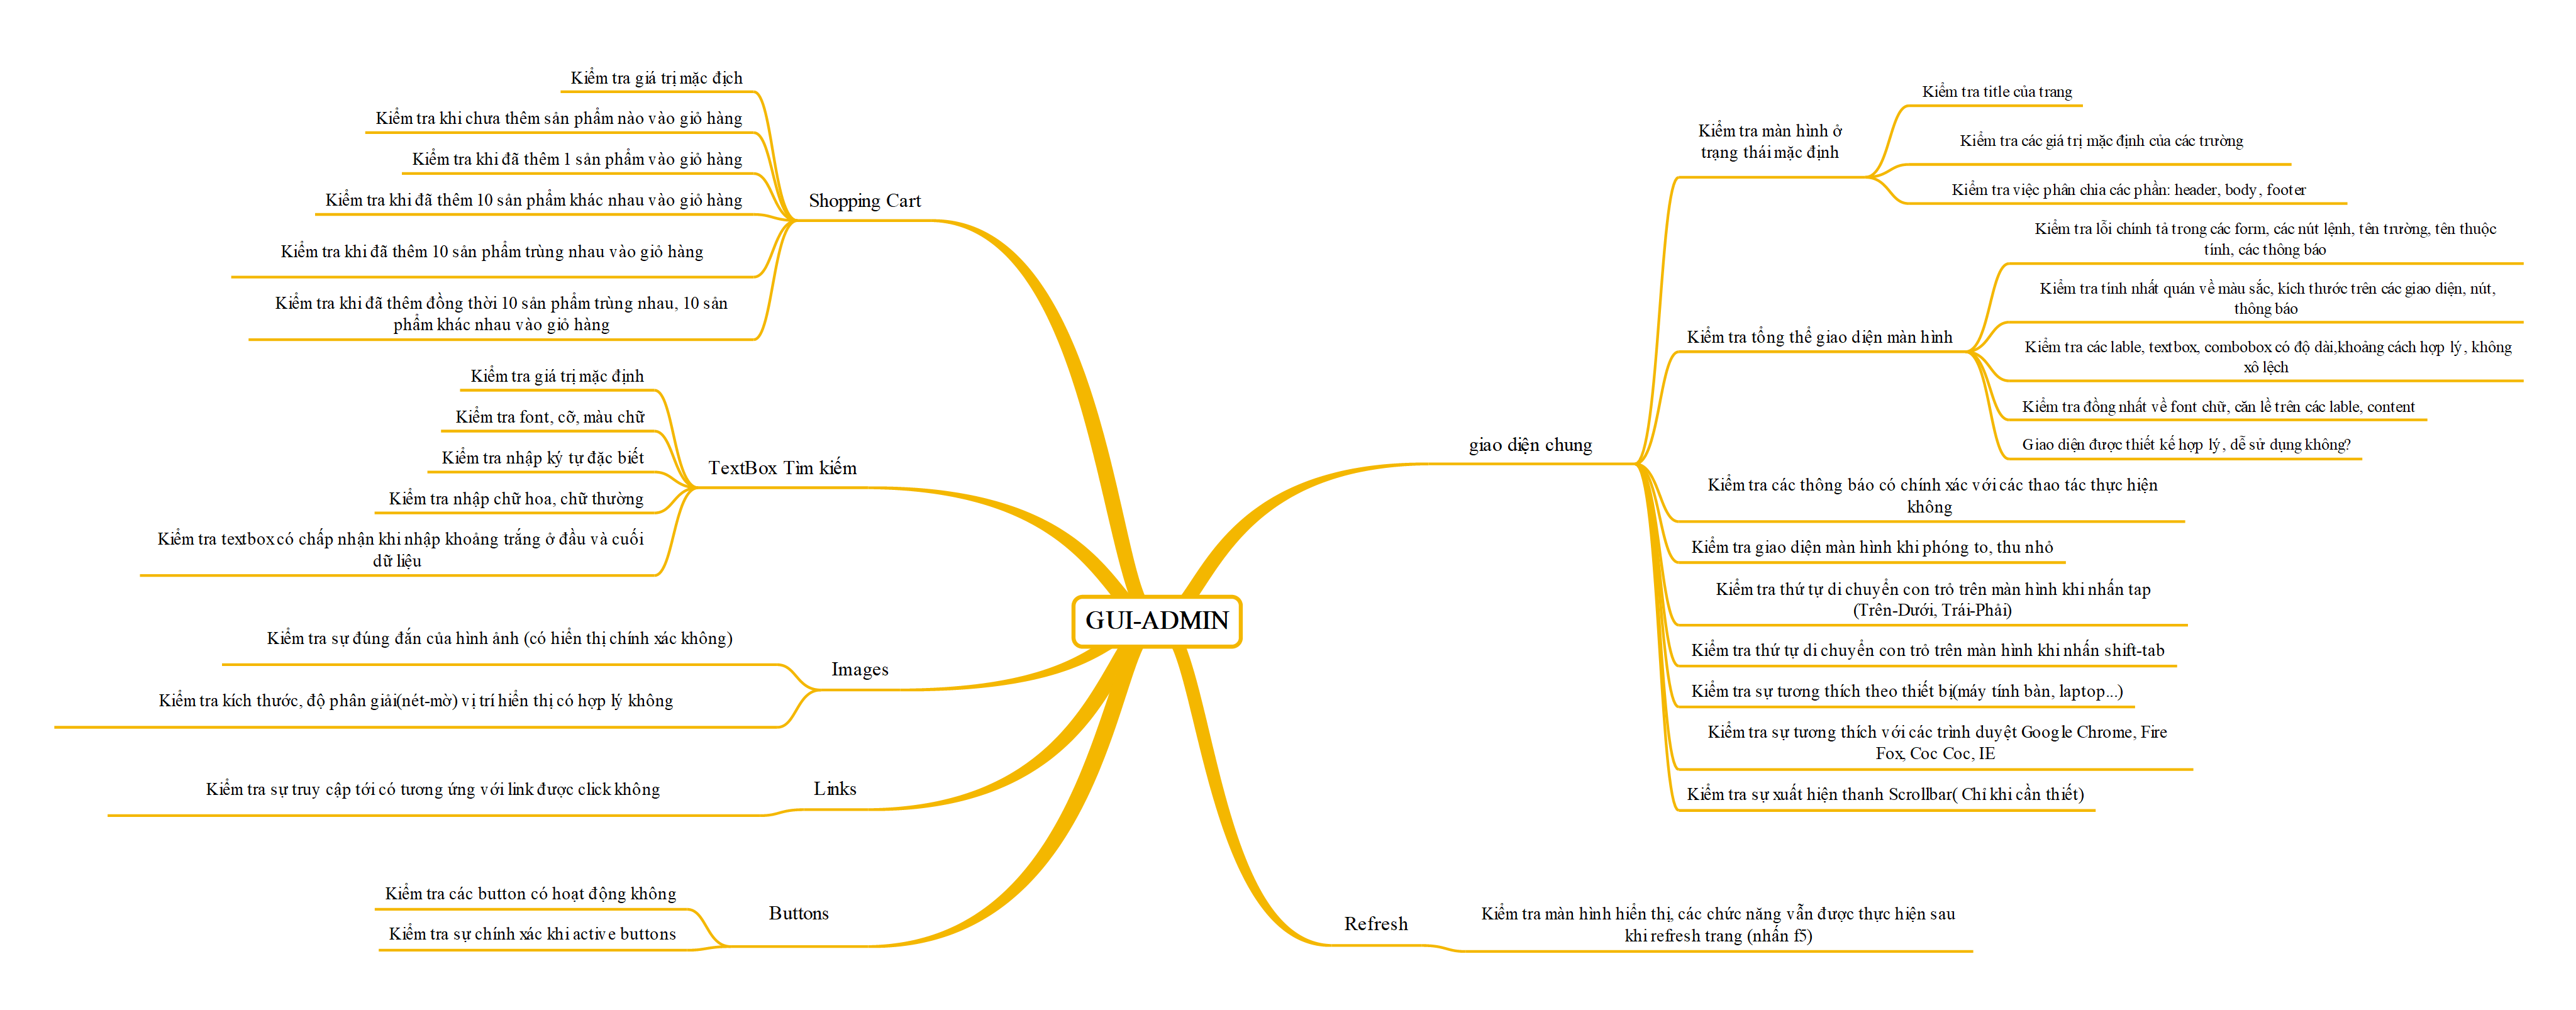 Kiểm tra giá trị mặc địch
Kiểm tra khi chưa thêm sản phẩm nào vào giỏ hàng
Kiểm tra khi đã thêm 1 sản phẩm vào giỏ hàng
Kiểm tra khi đã thêm 10 sản phẩm khác nhau vào giỏ hàng
Kiểm tra khi đã thêm 10 sản phẩm trùng nhau vào giỏ hàng
Kiểm tra khi đã thêm đồng thời 10 sản phẩm trùng nhau, 10 sản
phẩm khác nhau vào giỏ hàng
Shopping Cart
Kiểm tra giá trị mặc định
Kiểm tra font, cỡ, màu chữ
Kiểm tra nhập ký tự đặc biết
Kiểm tra nhập chữ hoa, chữ thường
Kiểm tra textbox có chấp nhận khi nhập khoảng trắng ở đầu và cuối
dữ liệu
TextBox Tìm kiếm
Kiểm tra sự đúng đắn của hình ảnh (có hiển thị chính xác không)
Kiểm tra kích thước, độ phân giải(nét-mờ) vị trí hiển thị có hợp lý không
Images
Kiểm tra sự truy cập tới có tương ứng với link được click không
Links
Kiểm tra các button có hoạt động không
Kiểm tra sự chính xác khi active buttons
Buttons
GUI-ADMIN
giao diện chung
Kiểm tra màn hình ở
trạng thái mặc định
Kiểm tra title của trang
Kiểm tra các giá trị mặc định của các trường
Kiểm tra việc phân chia các phần: header, body, footer
Kiểm tra tổng thể giao diện màn hình
Kiểm tra lỗi chính tả trong các form, các nút lệnh, tên trường, tên thuộc
tính, các thông báo
Kiểm tra tính nhất quán về màu sắc, kích thước trên các giao diện, nút,
thông báo
Kiểm tra các lable, textbox, combobox có độ dài,khoảng cách hợp lý, không
xô lệch
Kiểm tra đồng nhất về font chữ, căn lề trên các lable, content
Giao diện được thiết kế hợp lý, dễ sử dụng không?
Kiểm tra các thông báo có chính xác với các thao tác thực hiện
không
Kiểm tra giao diện màn hình khi phóng to, thu nhỏ
Kiểm tra thứ tự di chuyển con trỏ trên màn hình khi nhấn tap
(Trên-Dưới, Trái-Phải)
Kiểm tra thứ tự di chuyển con trỏ trên màn hình khi nhấn shift-tab
Kiểm tra sự tương thích theo thiết bị(máy tính bàn, laptop...)
Kiểm tra sự tương thích với các trình duyệt Google Chrome, Fire
Fox, Coc Coc, IE
Kiểm tra sự xuất hiện thanh Scrollbar( Chỉ khi cần thiết)
Refresh
Kiểm tra màn hình hiển thị, các chức năng vẫn được thực hiện sau
khi refresh trang (nhấn f5)